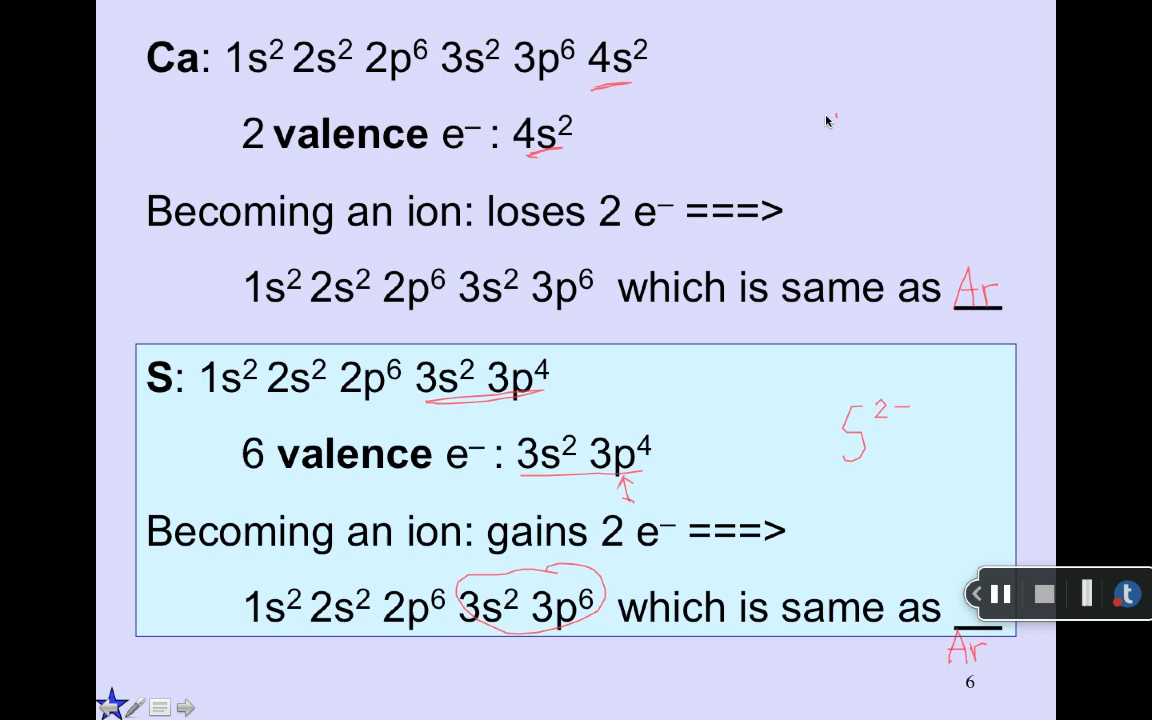 Ca: 1s² 2s² 2p⁶ 3s² 3p⁶ 4s²
2 valence e⁻ : 4s²
Becoming an ion: loses 2 e⁻ ===>
1s² 2s² 2p⁶ 3s² 3p⁶ which is same as Ar
S: 1s² 2s² 2p⁶ 3s² 3p⁴
S²⁻
6 valence e⁻ : 3s² 3p⁴
Becoming an ion: gains 2 e⁻ ===>
1s² 2s² 2p⁶ 3s² 3p⁶ which is same as __
Ar
t
6